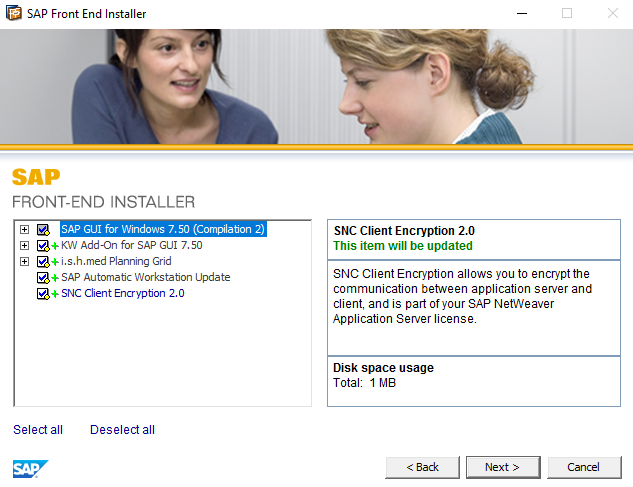 SAP Front End Installer
SAP
FRONT-END INSTALLER
SAP GUI for Windows 7.50 (Compilation 2)
KW Add-On for SAP GUI 7.50
i.s.h.med Planning Grid
SAP Automatic Workstation Update
SNC Client Encryption 2.0
SNC Client Encryption 2.0
This item will be updated
SNC Client Encryption allows you to encrypt the
communication between application server and
client, and is part of your SAP NetWeaver
Application Server license.
Disk space usage
Total: 1 MB
Select all
Deselect all
SAP
< Back
Next >
Cancel